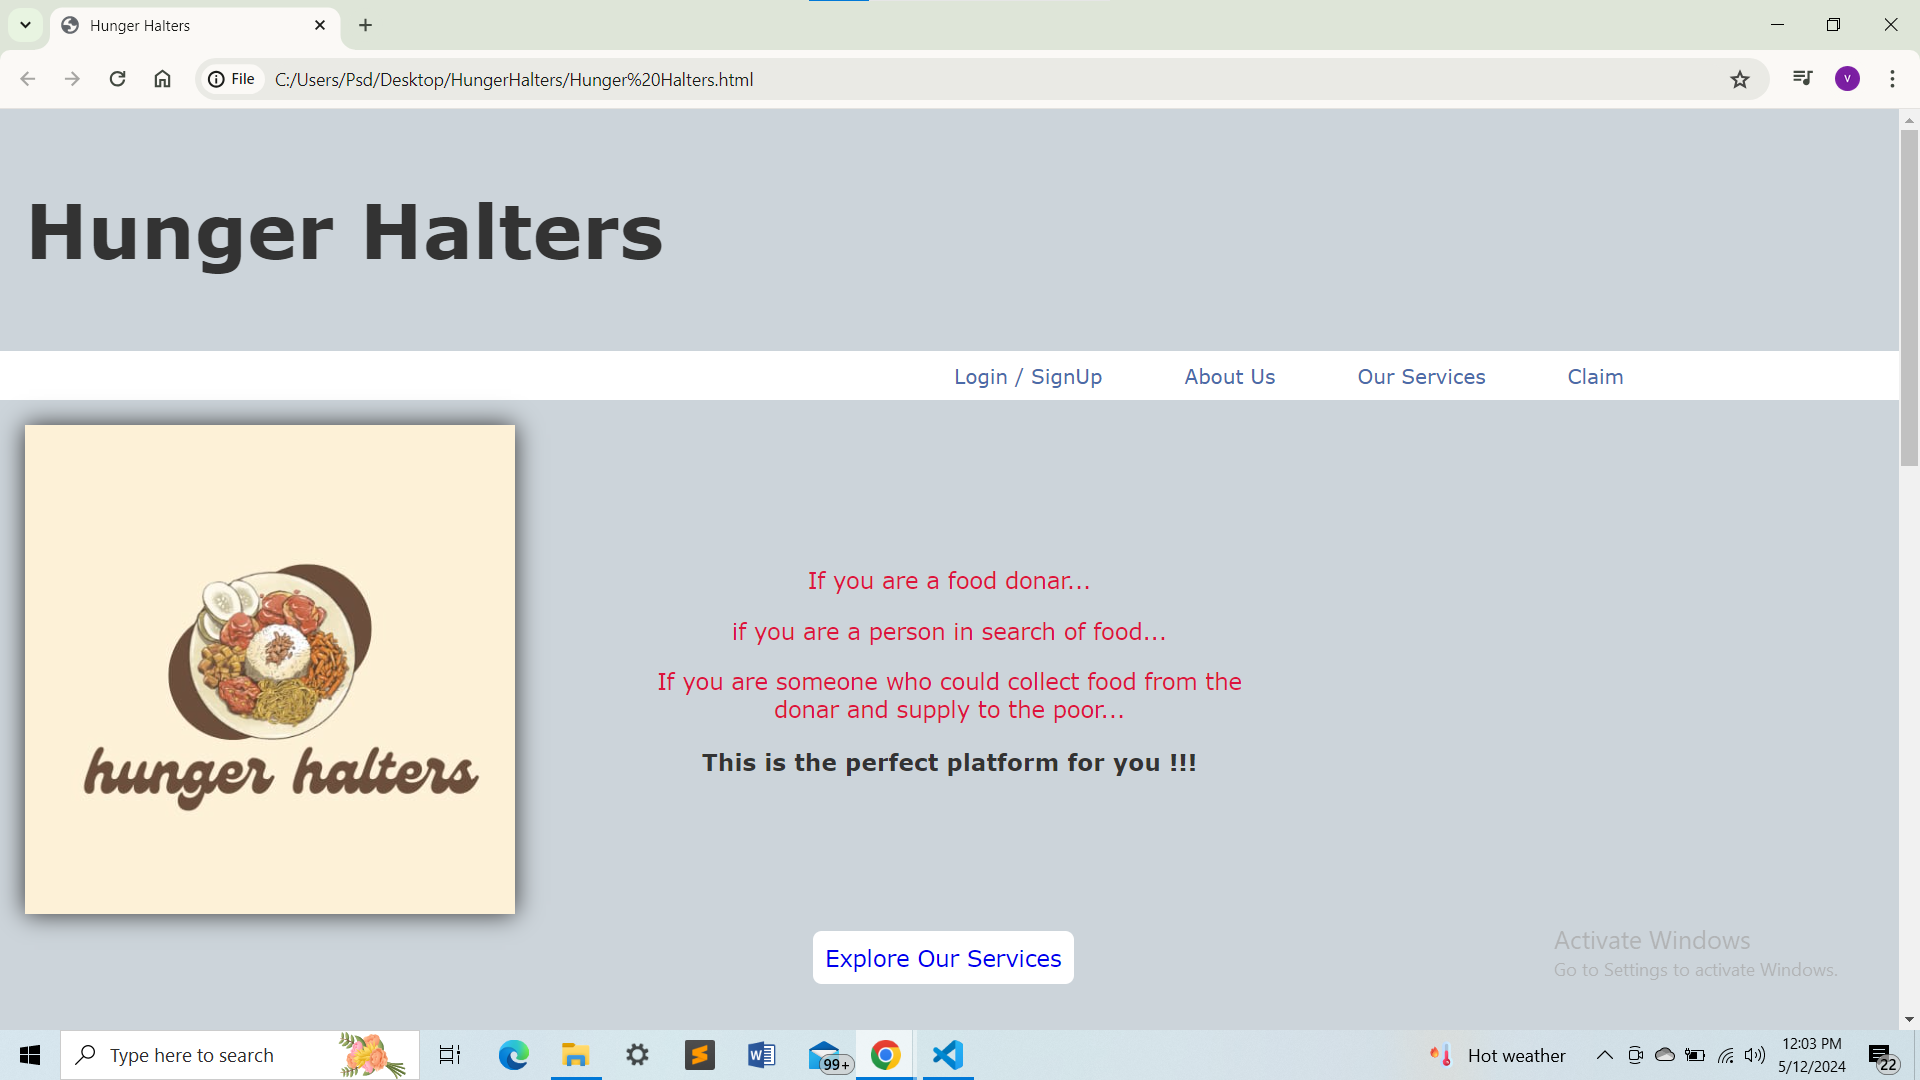 Hunger Halters
File
C:/Users/Psd/Desktop/HungerHalters/Hunger%20Halters.html
V
Hunger Halters
Login / SignUp
About Us
Our Services
Claim
hunger halters
If you are a food donar...
if you are a person in search of food...
If you are someone who could collect food from the
donar and supply to the poor...
This is the perfect platform for you !!!
Explore Our Services
Activate Windows
Go to Settings to activate Windows.
Type here to search
99+
Hot weather
12:03 PM
5/12/2024
22